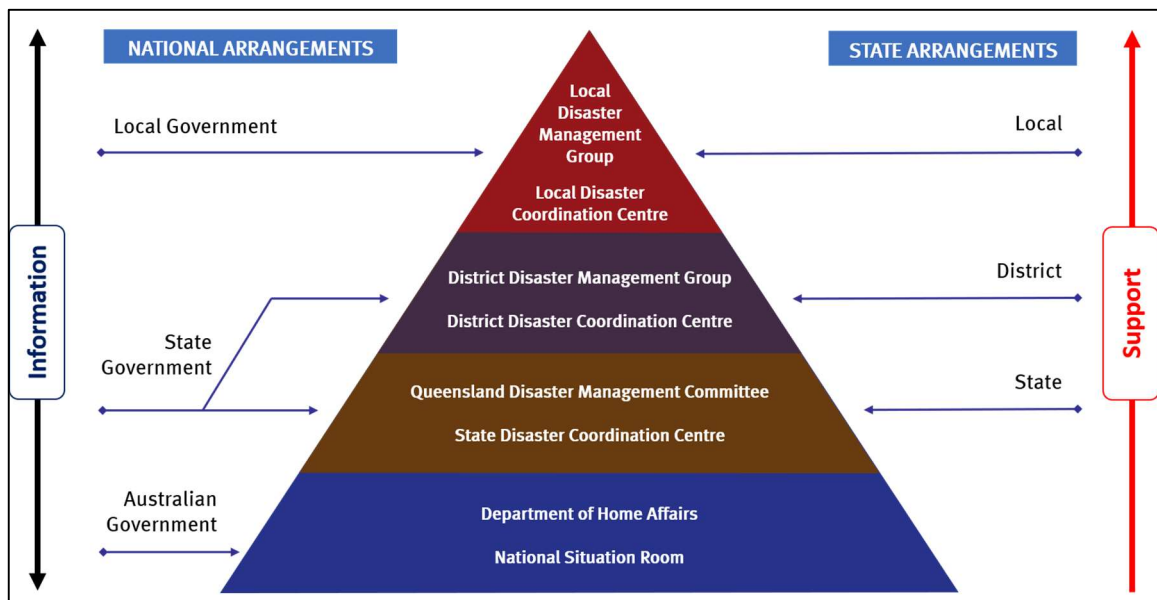 NATIONAL ARRANGEMENTS
STATE ARRANGEMENTS
Local
Disaster
Management
Group
Local Disaster
Coordination Centre
Local Government
Local
District Disaster Management Group
District Disaster Coordination Centre
District
State
Government
Queensland Disaster Management Committee
State Disaster Coordination Centre
State
Australian
Government
Department of Home Affairs
National Situation Room
Information
Support